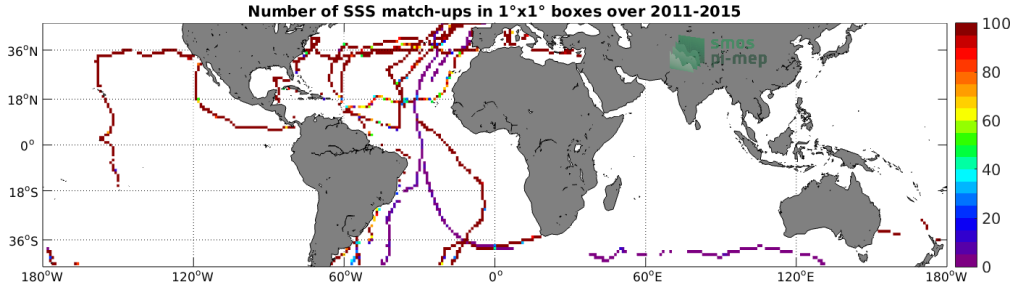 Number of SSS match-ups in 1°x1° boxes over 2011-2015
smos
pi-mep
36°N
18°N
0°
18°S
36°S
180°W 120°W 60°W 0° 60°E 120°E 180°W
100
80
60
40
20
0